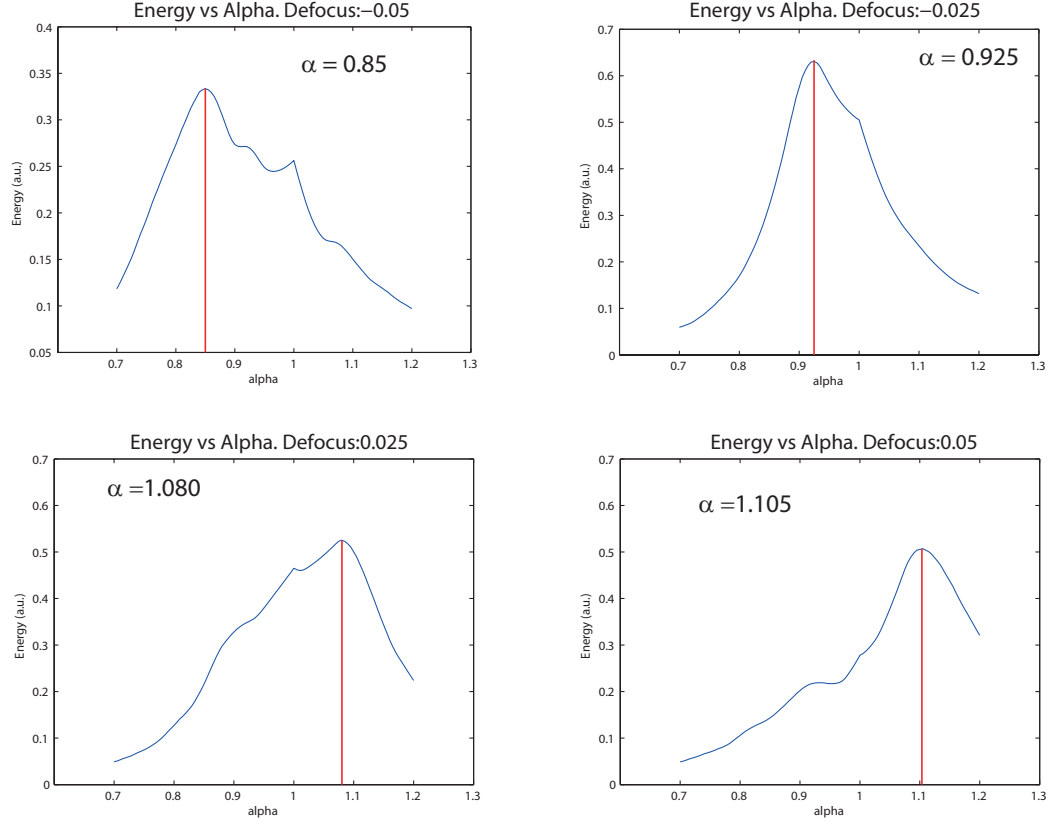 Energy vs Alpha. Defocus:−0.05
α = 0.85
0.4
0.35
0.3
0.25
0.2
0.15
0.1
0.05
Energy (a.u.)
0.7 0.8 0.9 1 1.1 1.2 1.3
alpha
Energy vs Alpha. Defocus:−0.025
α = 0.925
0.7
0.6
0.5
0.4
0.3
0.2
0.1
0
Energy (a.u.)
0.7 0.8 0.9 1 1.1 1.2 1.3
alpha
Energy vs Alpha. Defocus:0.025
α =1.080
0.7
0.6
0.5
0.4
0.3
0.2
0.1
0
Energy (a.u.)
0.7 0.8 0.9 1 1.1 1.2 1.3
alpha
Energy vs Alpha. Defocus:0.05
α =1.105
0.7
0.6
0.5
0.4
0.3
0.2
0.1
0
Energy (a.u.)
0.7 0.8 0.9 1 1.1 1.2 1.3
alpha